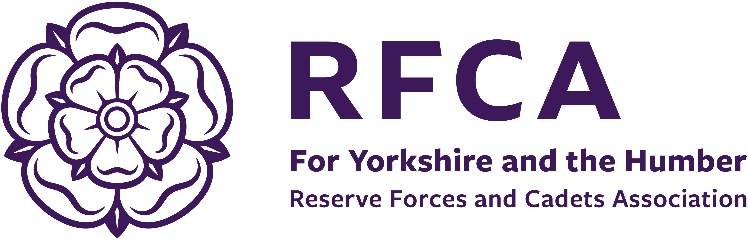 RFCA
For Yorkshire and the Humber
Reserve Forces and Cadets Association